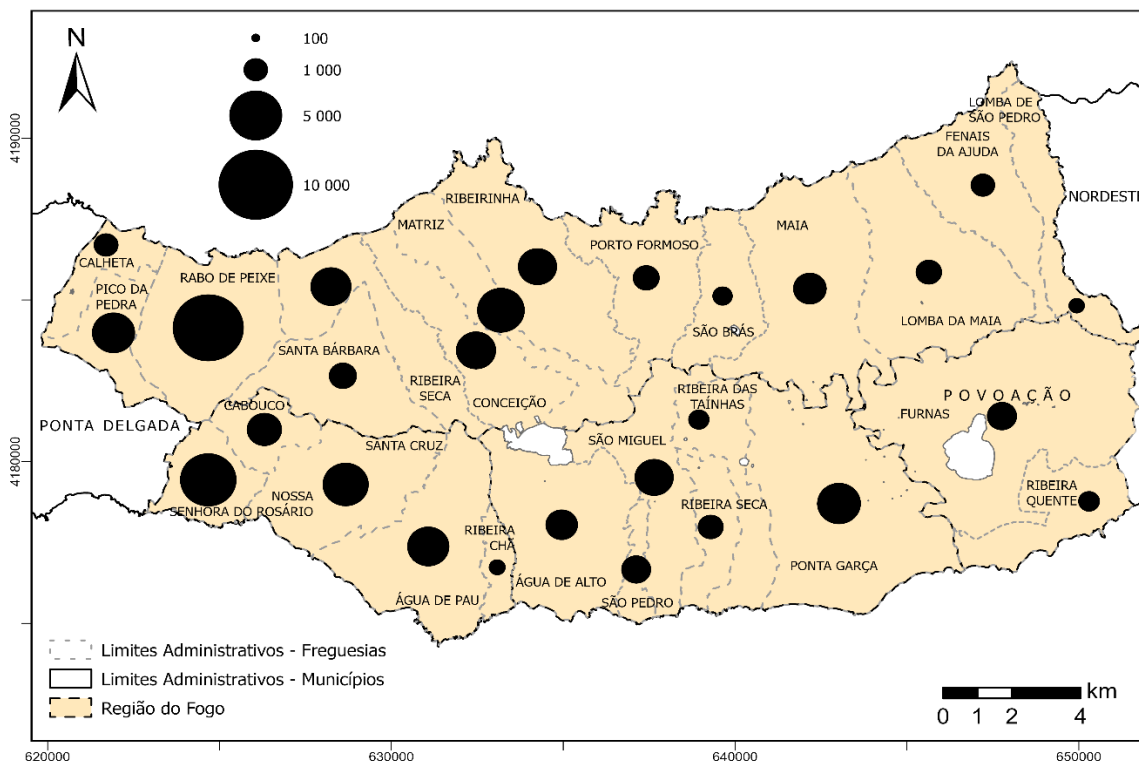 N
100
1 000
5 000
10 000
4190000
4180000
LOMBA DE
SÃO PEDRO
FENAIS
DA AJUDA
NORDESTE
RIBEIRINHA
MATRIZ
PORTO FORMOSO
MAIA
CALHETA
RABO DE PEIXE
PICO DA
PEDRA
SÃO BRÁS
LOMBA DA MAIA
SANTA BÁRBARA
RIBEIRA
SECA
CONCEIÇÃO
RIBEIRA DAS
TAÍNHAS
POVOAÇÃO
FURNAS
CABOUCO
PONTA DELGADA
SANTA CRUZ
SÃO MIGUEL
NOSSA
SENHORA DO ROSÁRIO
RIBEIRA SECA
RIBEIRA
QUENTE
RIBEIRA
CHÃ
ÁGUA DE PAU
ÁGUA DE ALTO
SÃO PEDRO
PONTA GARÇA
Limites Administrativos - Freguesias
Limites Administrativos - Municípios
Região do Fogo
km
0 1 2 4
620000
630000
640000
650000